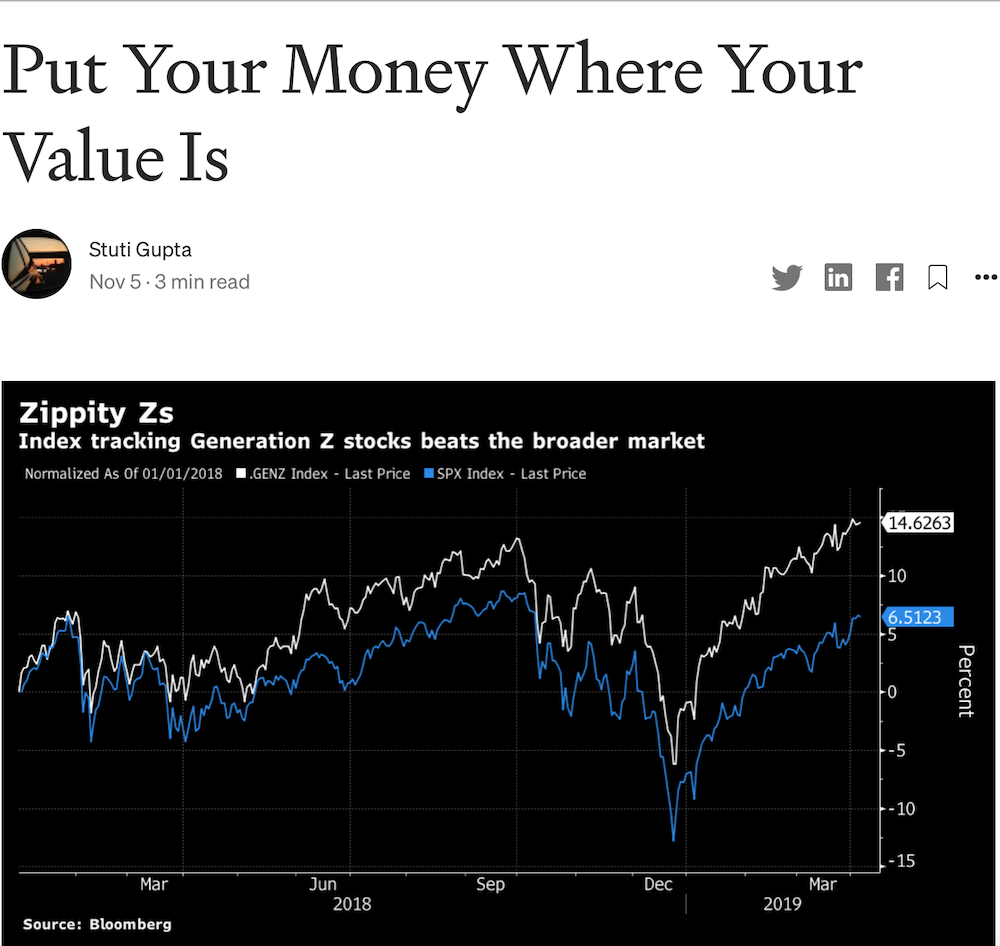 Put Your Money Where Your
Value Is
Stuti Gupta
Nov 5 · 3 min read
in
f
Zippity Zs
Index tracking Generation Z stocks beats the broader market
Normalized As Of 01/01/2018 .GENZ Index - Last Price SPX Index - Last Price
14.6263
10
6.5123
5
0
-5
-10
-15
Percent
Mar Jun Sep Dec Mar
2018 2019
Source: Bloomberg